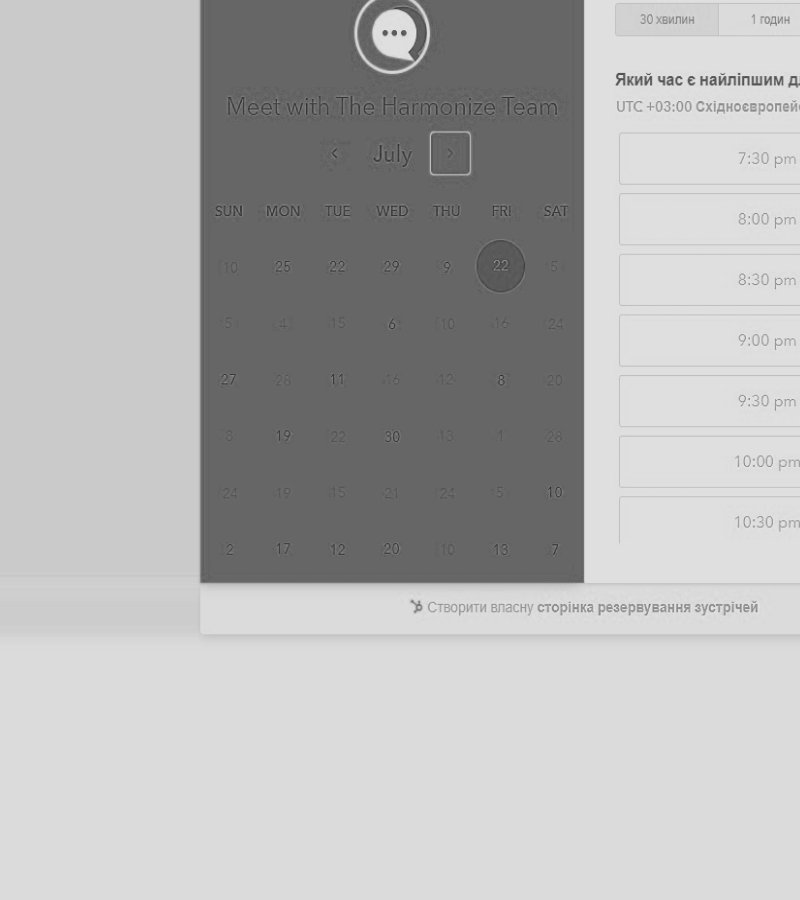 30 хвилин 1 годин
Meet with The Harmonize Team
July
Який час є найліпшим д
UTC +03:00 Східноєвропей
SUN MON TUE WED THU FRI SAT
10 25 22 29 9 22 5
5 4 15 6 10 16 24
27 28 11 16 12 8 20
3 19 22 30 13 1 28
24 19 15 21 24 5 10
2 17 12 20 10 13 7
7:30 pm
8:00 pm
8:30 pm
9:00 pm
9:30 pm
10:00 pm
10:30 pm
Створити власну сторінка резервування зустрічей